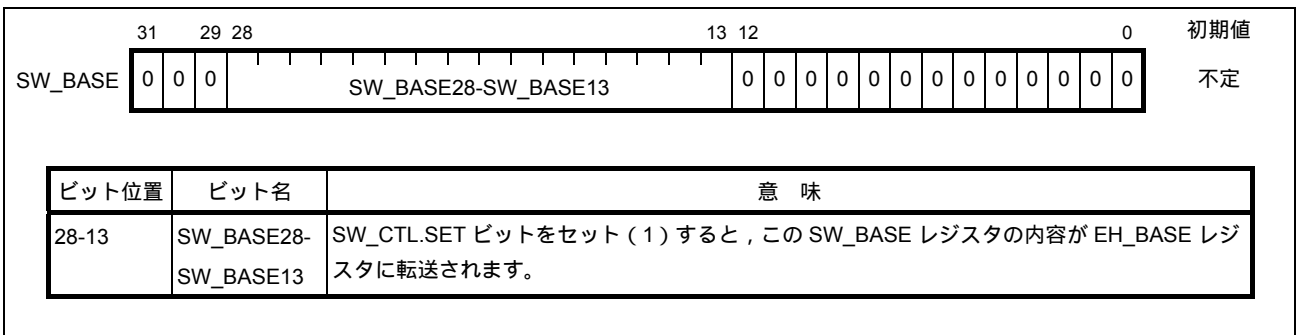 31 29 28 13 12 0 初期値
SW_BASE 0 0 0 SW_BASE28-SW_BASE13 0 0 0 0 0 0 0 0 0 0 0 0 0 不定
ビット位置 ビット名 意 味
28-13 SW_BASE28- SW_CTL.SET ビットをセット（1）すると，この SW_BASE レジスタの内容が EH_BASE レジ
SW_BASE13 スタに転送されます。